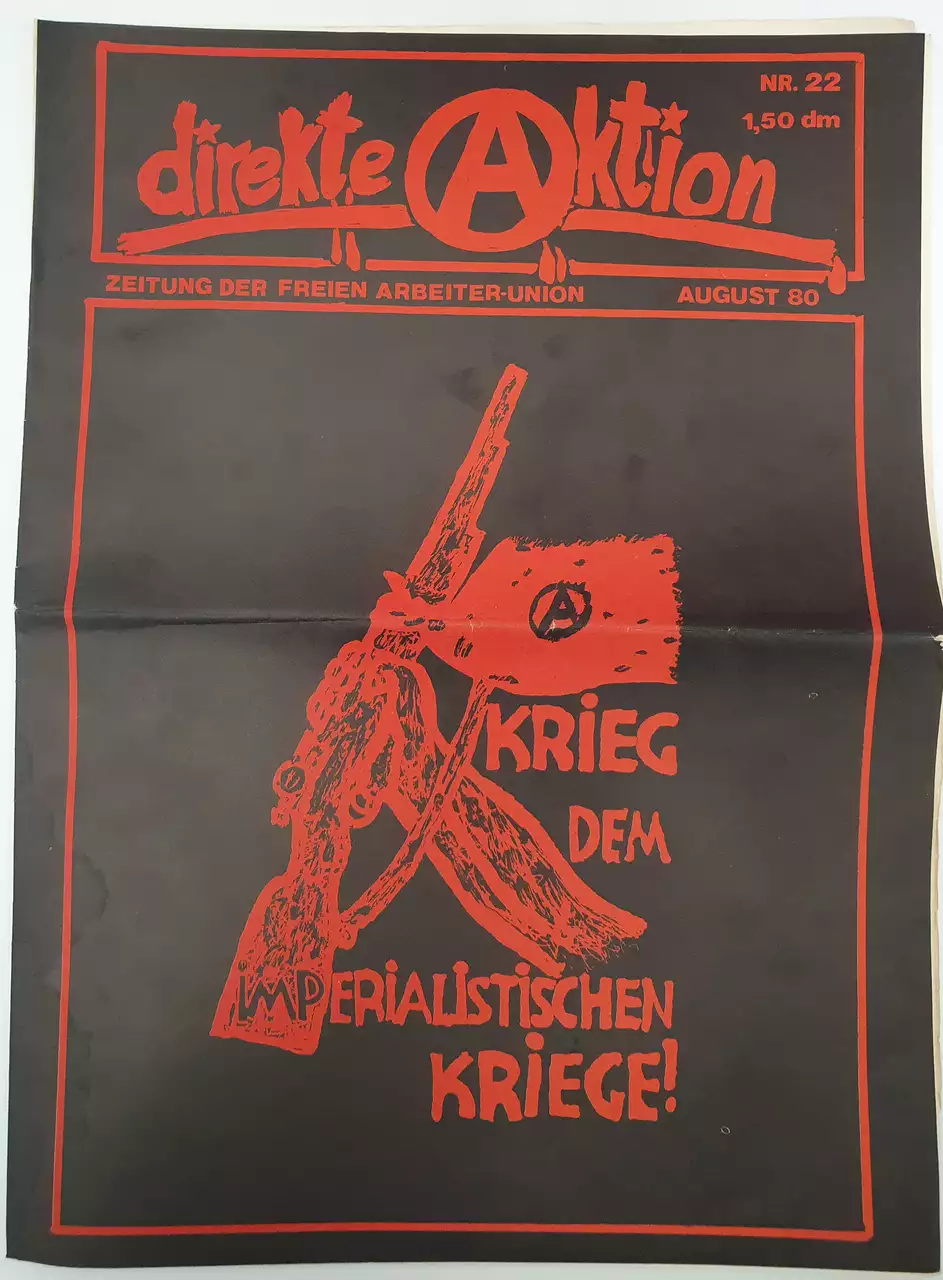 NR. 22
1,50 dm
direkte Aktion
ZEITUNG DER FREIEN ARBEITER-UNION AUGUST 80
A
KRiEG
DEM
iMPERiALiSTiSCHEN
KRiEGE!